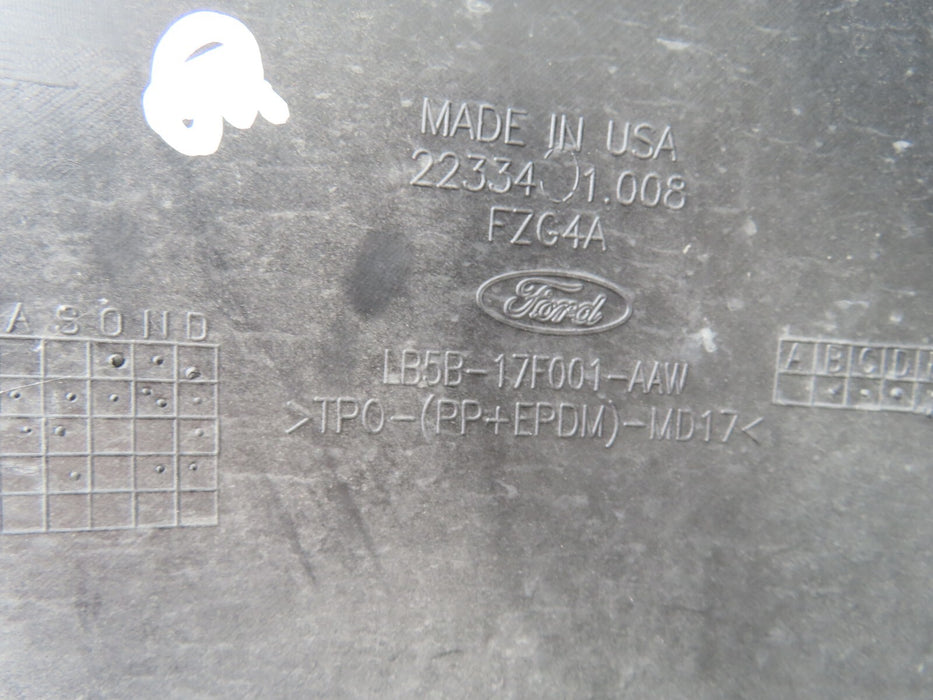 MADE IN USA
22334 1.008
FZG4A
Ford
A S O N D
LB5B-17F001-AAW
A B C D
>TPO-(PP+EPDM)-MD17<